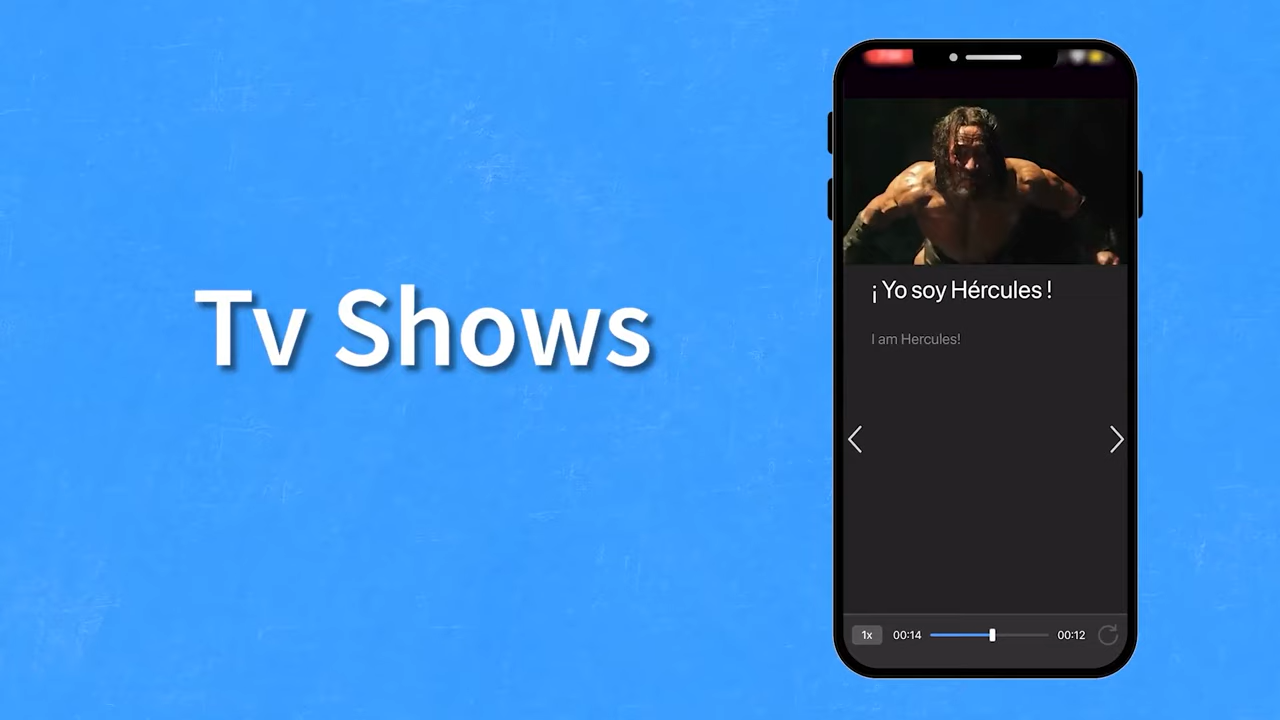 Tv Shows
¡ Yo soy Hércules !
I am Hercules!
1x 00:14 00:12